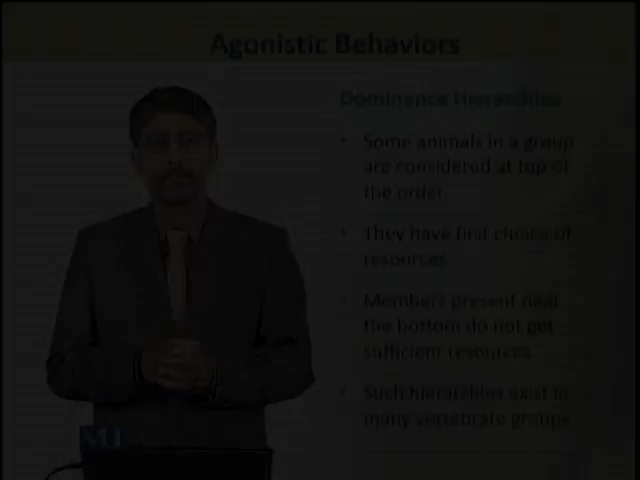 Agonistic Behaviors
Dominance Hierarchies
• Some animals in a group
are considered at top of
the order
• They have first choice of
resources
• Members present near
the bottom do not get
sufficient resources
• Such hierarchies exist in
many vertebrate groups
VU